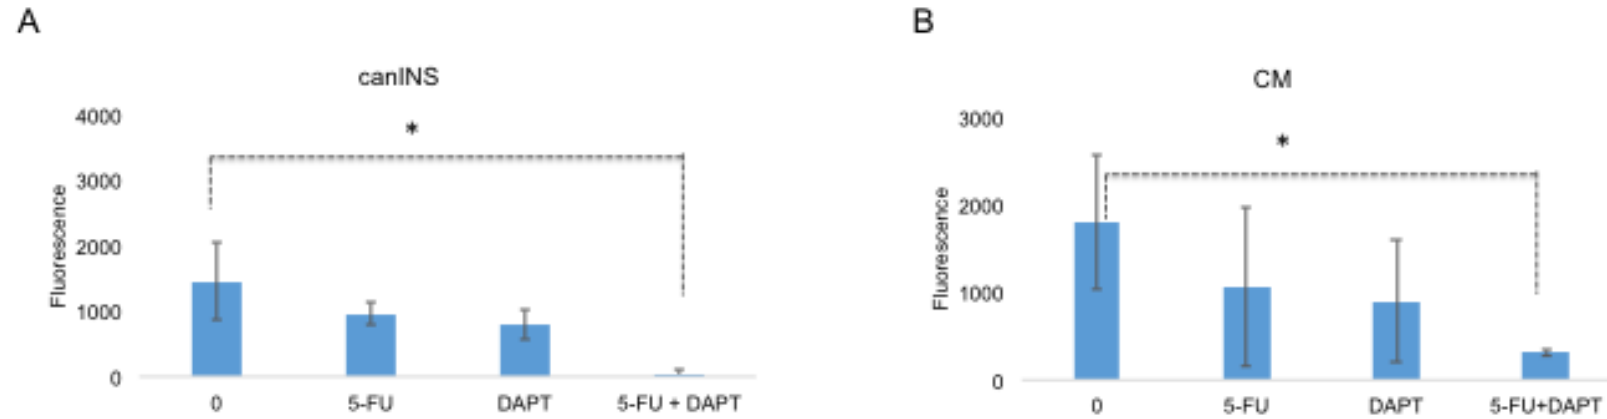 A
canINS
4000
3000
2000
1000
0
Fluorescence
*
0
5-FU
DAPT
5-FU + DAPT
B
CM
3000
2000
1000
0
Fluorescence
*
0
5-FU
DAPT
5-FU+DAPT